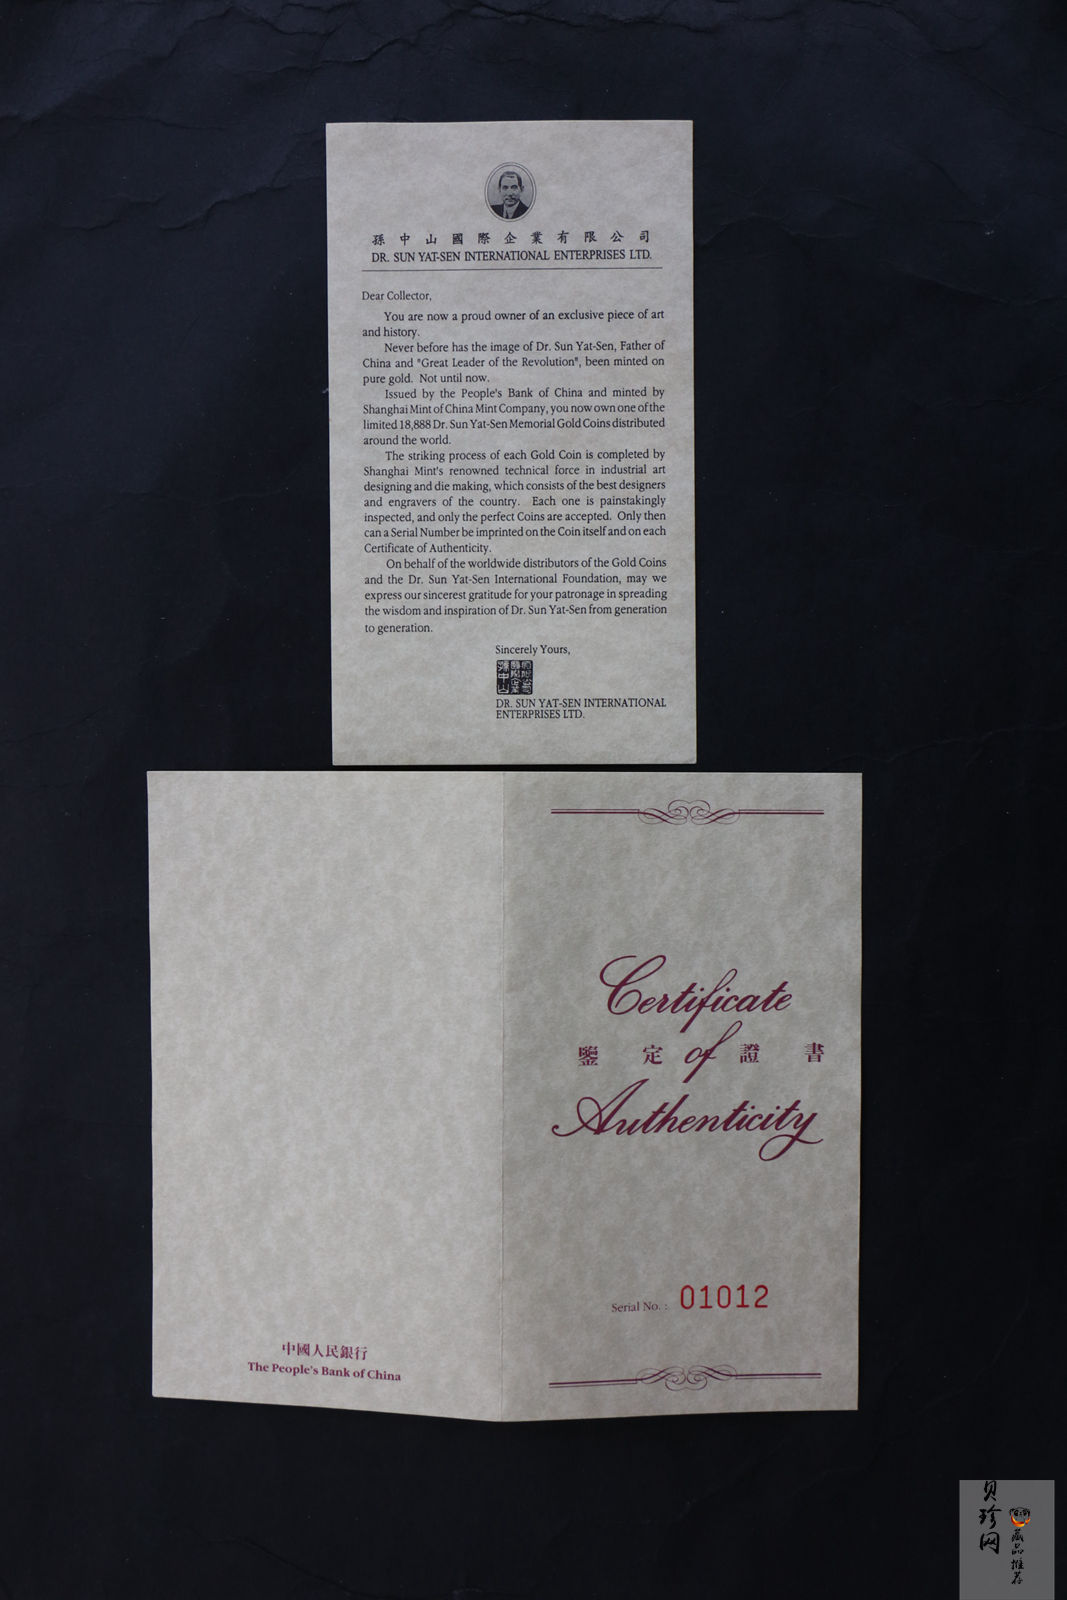 孫中山國際企業有限公司
DR. SUN YAT-SEN INTERNATIONAL ENTERPRISES LTD.
Dear Collector,
You are now a proud owner of an exclusive piece of art
and history.
Never before has the image of Dr. Sun Yat-Sen, Father of
China and "Great Leader of the Revolution", been minted on
pure gold. Not until now.
Issued by the People's Bank of China and minted by
Shanghai Mint of China Mint Company, you now own one of the
limited 18,888 Dr. Sun Yat-Sen Memorial Gold Coins distributed
around the world.
The striking process of each Gold Coin is completed by
Shanghai Mint's renowned technical force in industrial art
designing and die making, which consists of the best designers
and engravers of the country. Each one is painstakingly
inspected, and only the perfect Coins are accepted. Only then
can a Serial Number be imprinted on the Coin itself and on each
Certificate of Authenticity.
On behalf of the worldwide distributors of the Gold Coins
and the Dr. Sun Yat-Sen International Foundation, may we
express our sincerest gratitude for your patronage in spreading
the wisdom and inspiration of Dr. Sun Yat-Sen from generation
to generation.
Sincerely Yours,
DR. SUN YAT-SEN INTERNATIONAL
ENTERPRISES LTD.
Certificate
鑒定 of 證書
Authenticity
Serial No. : 01012
中國人民銀行
The People's Bank of China
贝珍网
藏品推荐